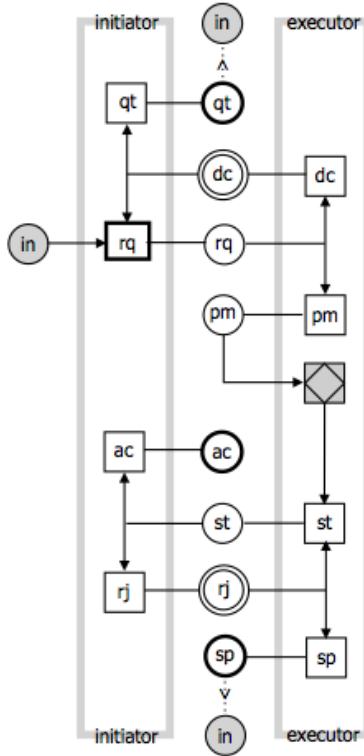 initiator in executor
qt qt
dc dc
in rq rq
pm pm
ac ac
st st
rj rj
sp sp
initiator in executor